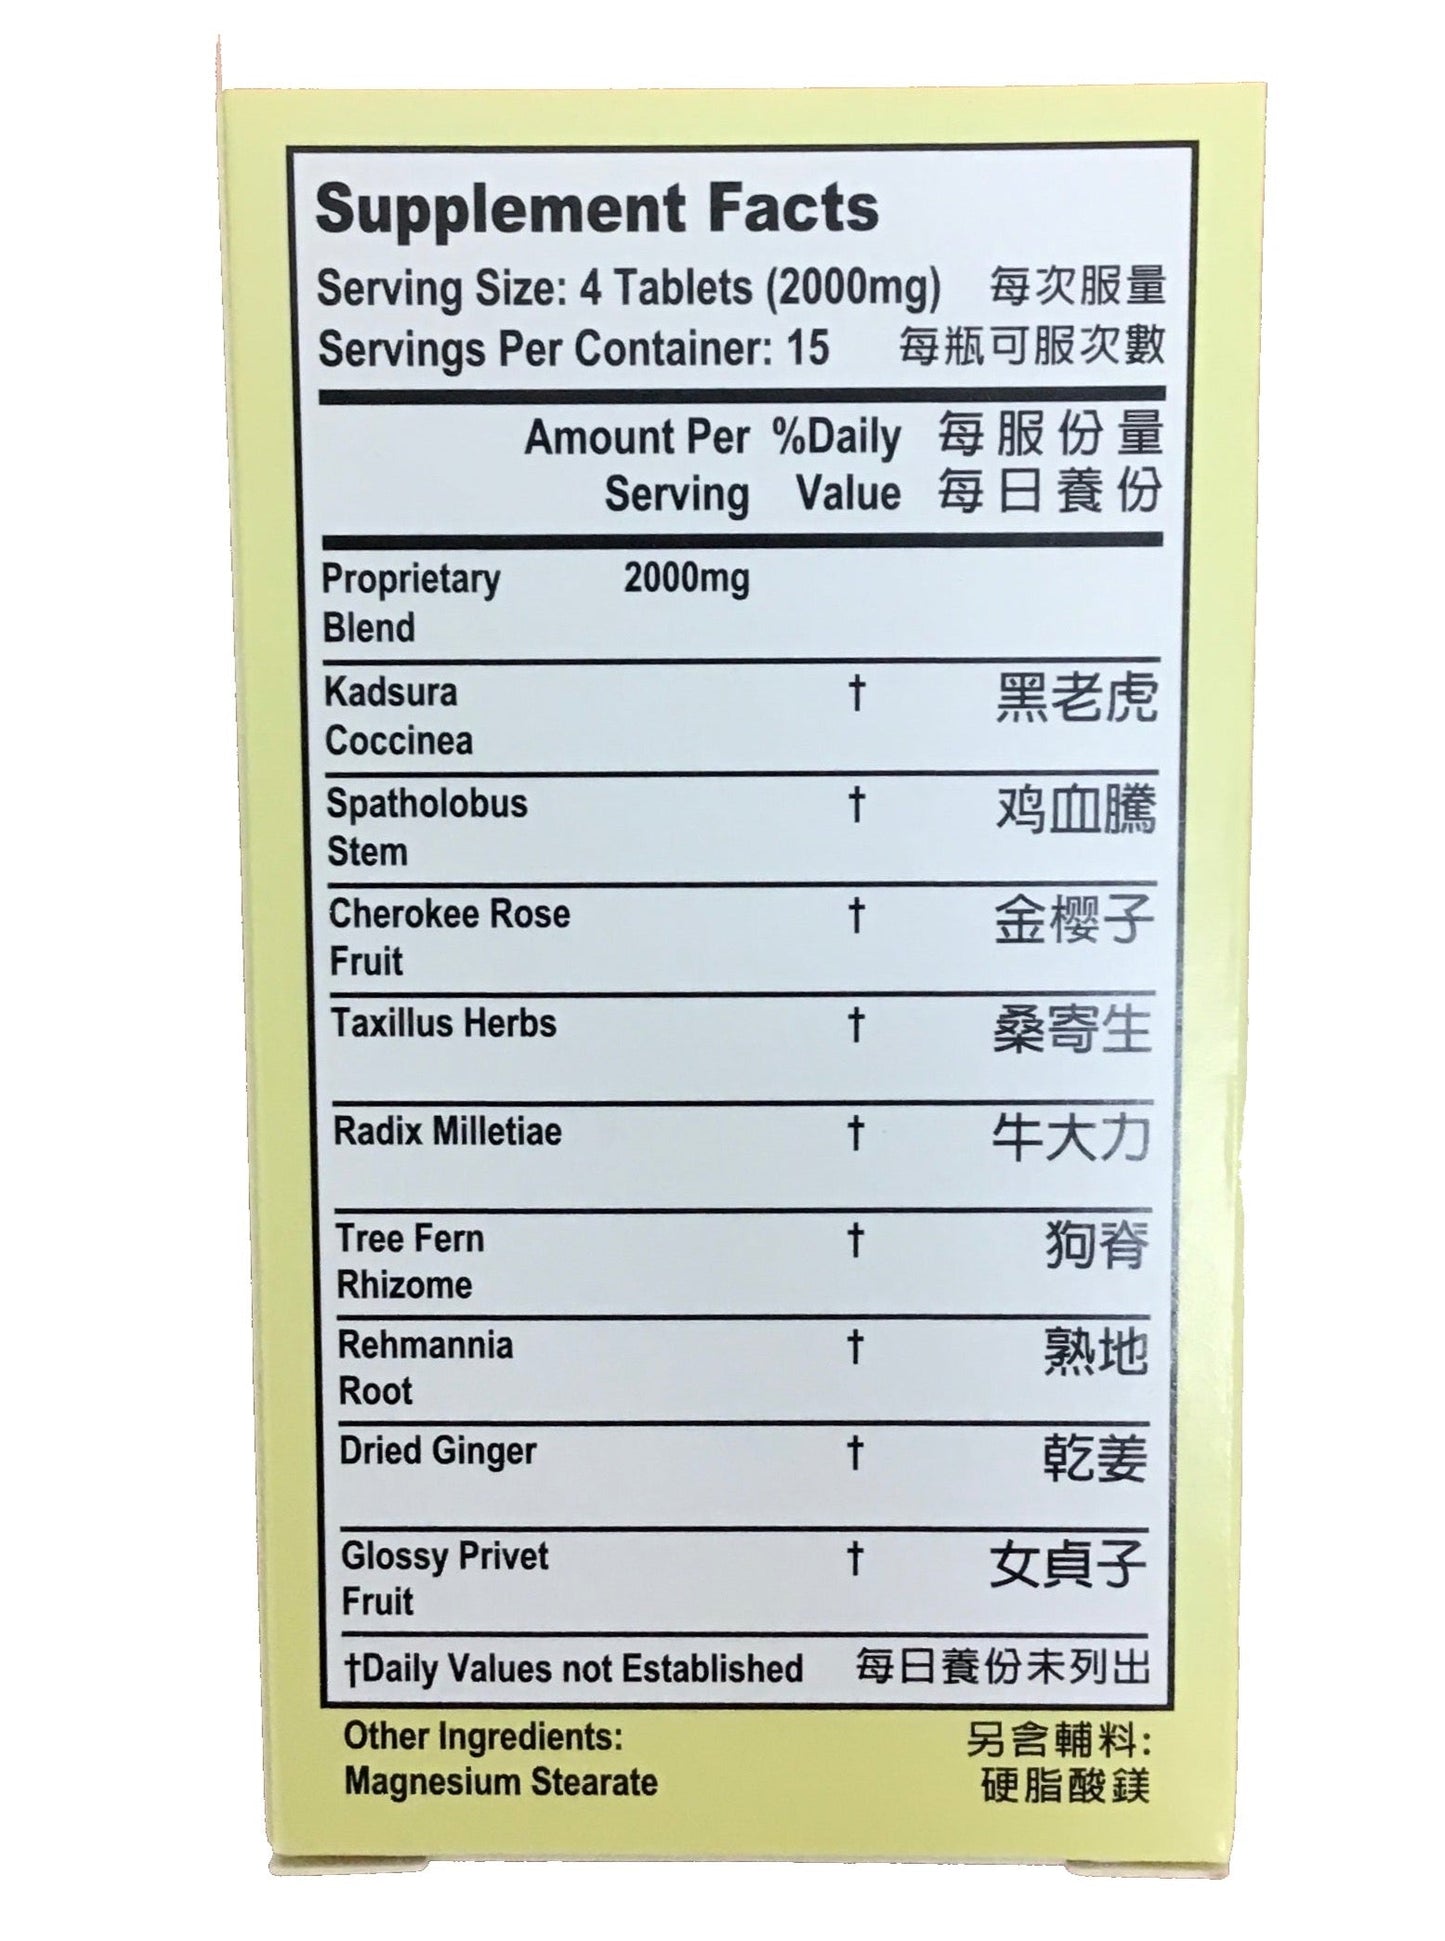 Supplement Facts
Serving Size: 4 Tablets (2000mg) 每次服量
Servings Per Container: 15 每瓶可服次數
Amount Per %Daily 每服份量
Serving Value 每日養份
Proprietary 2000mg
Blend
Kadsura † 黑老虎
Coccinea
Spatholobus † 鸡血騰
Stem
Cherokee Rose † 金樱子
Fruit
Taxillus Herbs † 桑寄生
Radix Milletiae † 牛大力
Tree Fern † 狗脊
Rhizome
Rehmannia † 熟地
Root
Dried Ginger † 乾姜
Glossy Privet † 女貞子
Fruit
†Daily Values not Established 每日養份未列出
Other Ingredients: 另含輔料:
Magnesium Stearate 硬脂酸鎂